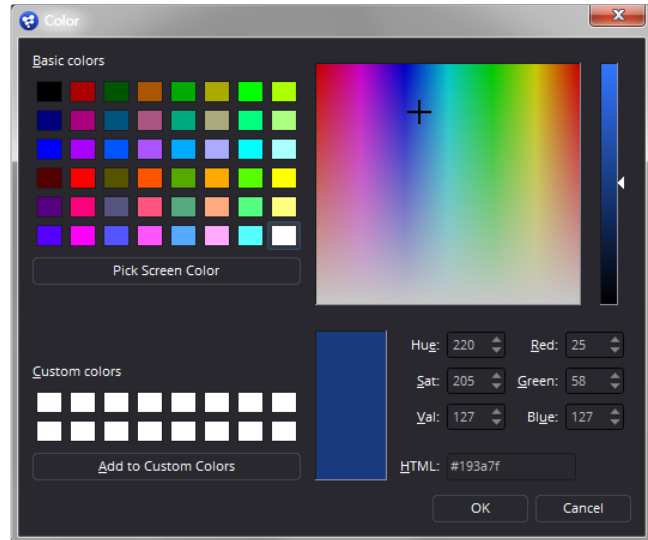 Color
Basic colors
Pick Screen Color
Custom colors
Add to Custom Colors
Hue: 220 Red: 25
Sat: 205 Green: 58
Val: 127 Blue: 127
HTML: #193a7f
OK Cancel